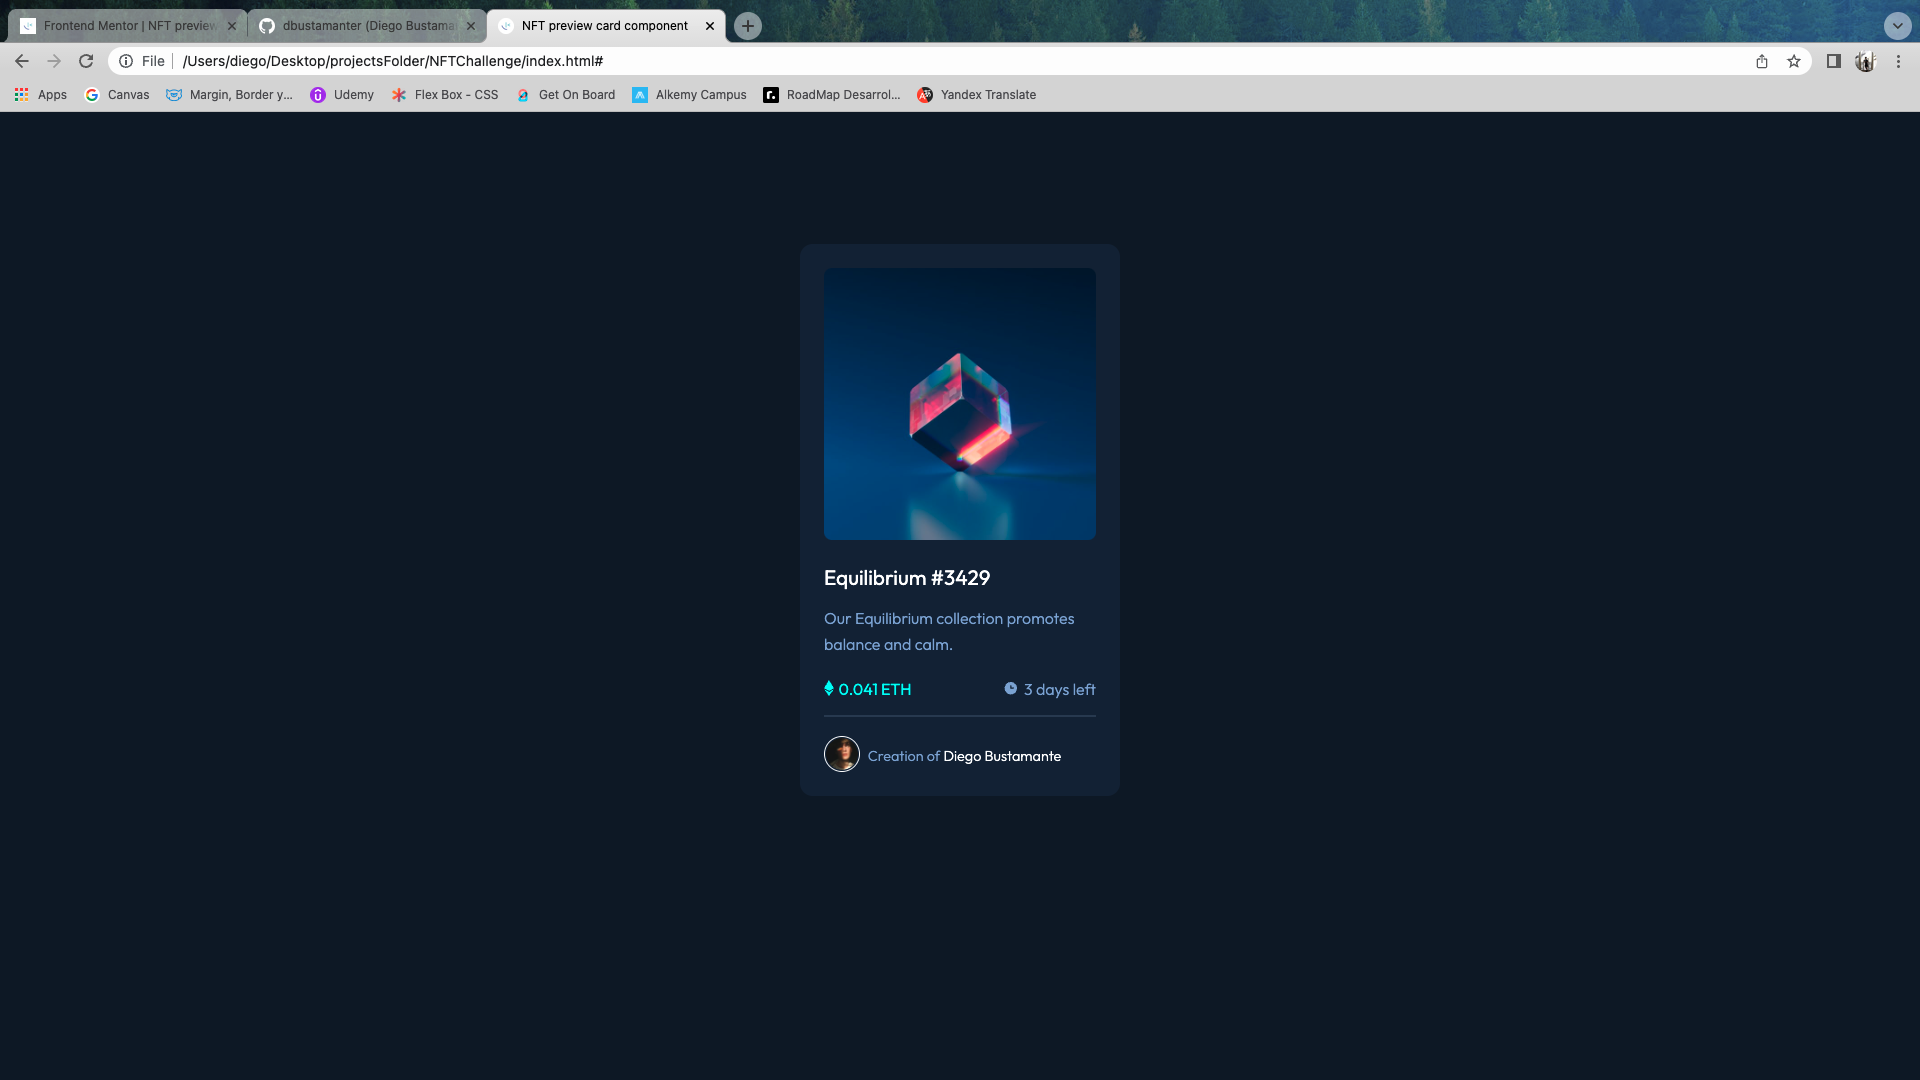 Frontend Mentor | NFT preview
dbustamanter (Diego Bustama
NFT preview card component
File
/Users/diego/Desktop/projectsFolder/NFTChallenge/index.html#
Apps
Canvas
Margin, Border y...
Udemy
Flex Box - CSS
Get On Board
Alkemy Campus
RoadMap Desarrol...
Yandex Translate
Equilibrium #3429
Our Equilibrium collection promotes
balance and calm.
0.041 ETH
3 days left
Creation of Diego Bustamante